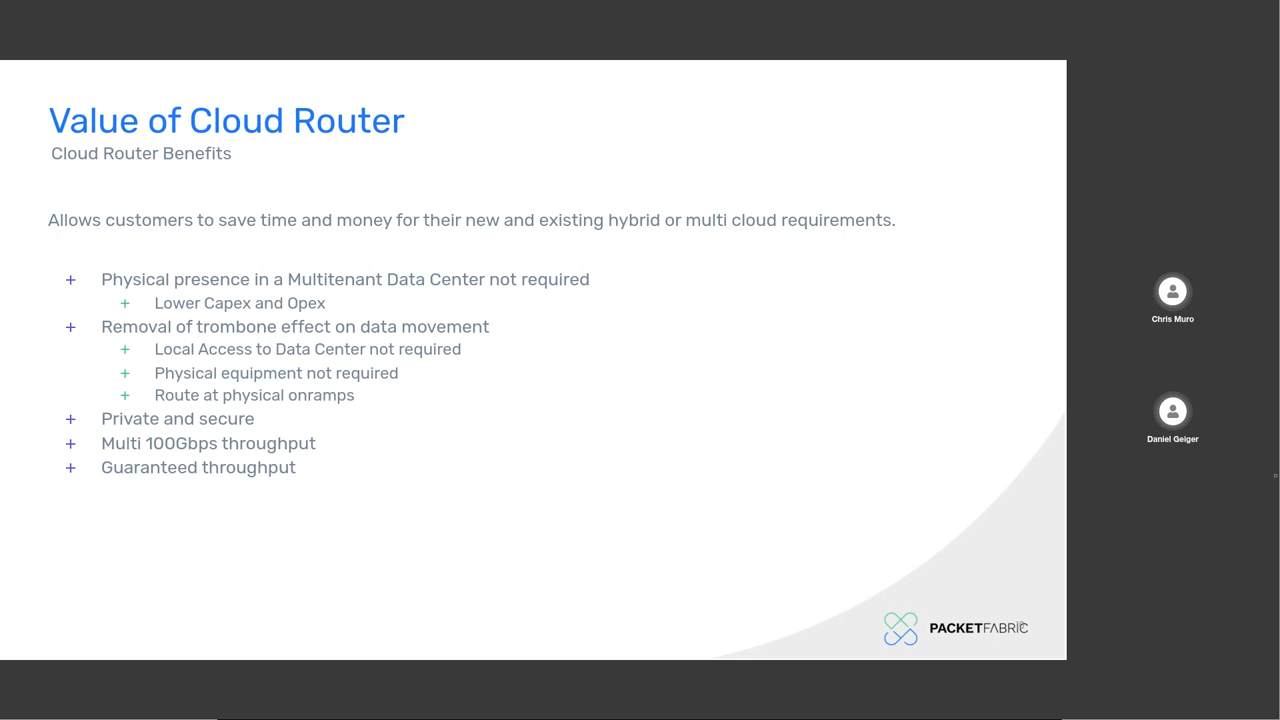 Value of Cloud Router
Cloud Router Benefits
Allows customers to save time and money for their new and existing hybrid or multi cloud requirements.
+ Physical presence in a Multitenant Data Center not required
+ Lower Capex and Opex
+ Removal of trombone effect on data movement
+ Local Access to Data Center not required
+ Physical equipment not required
+ Route at physical onramps
+ Private and secure
+ Multi 100Gbps throughput
+ Guaranteed throughput
PACKETFABRIC
Chris Muro
Daniel Geiger